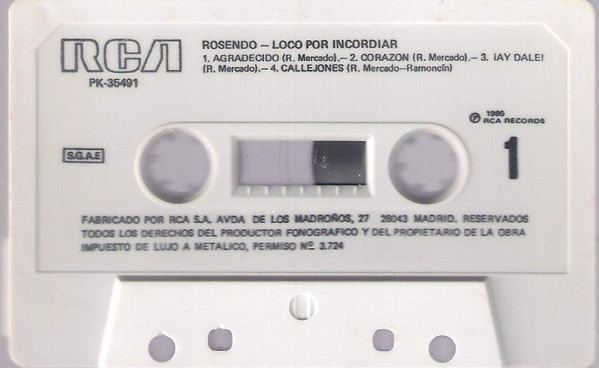 RCA
PK-35491
ROSENDO – LOCO POR INCORDIAR
1. AGRADECIDO (R. Mercado).– 2. CORAZON (R. Mercado).– 3. ¡AY DALE!
(R. Mercado).– 4. CALLEJONES (R. Mercado–Ramoncín)
℗ 1985
RCA RECORDS
S.G.A.E
1
FABRICADO POR RCA S.A. AVDA. DE LOS MADROÑOS, 27 28043 MADRID. RESERVADOS
TODOS LOS DERECHOS DEL PRODUCTOR FONOGRAFICO Y DEL PROPIETARIO DE LA OBRA
IMPUESTO DE LUJO A METALICO, PERMISO Nº 3.724